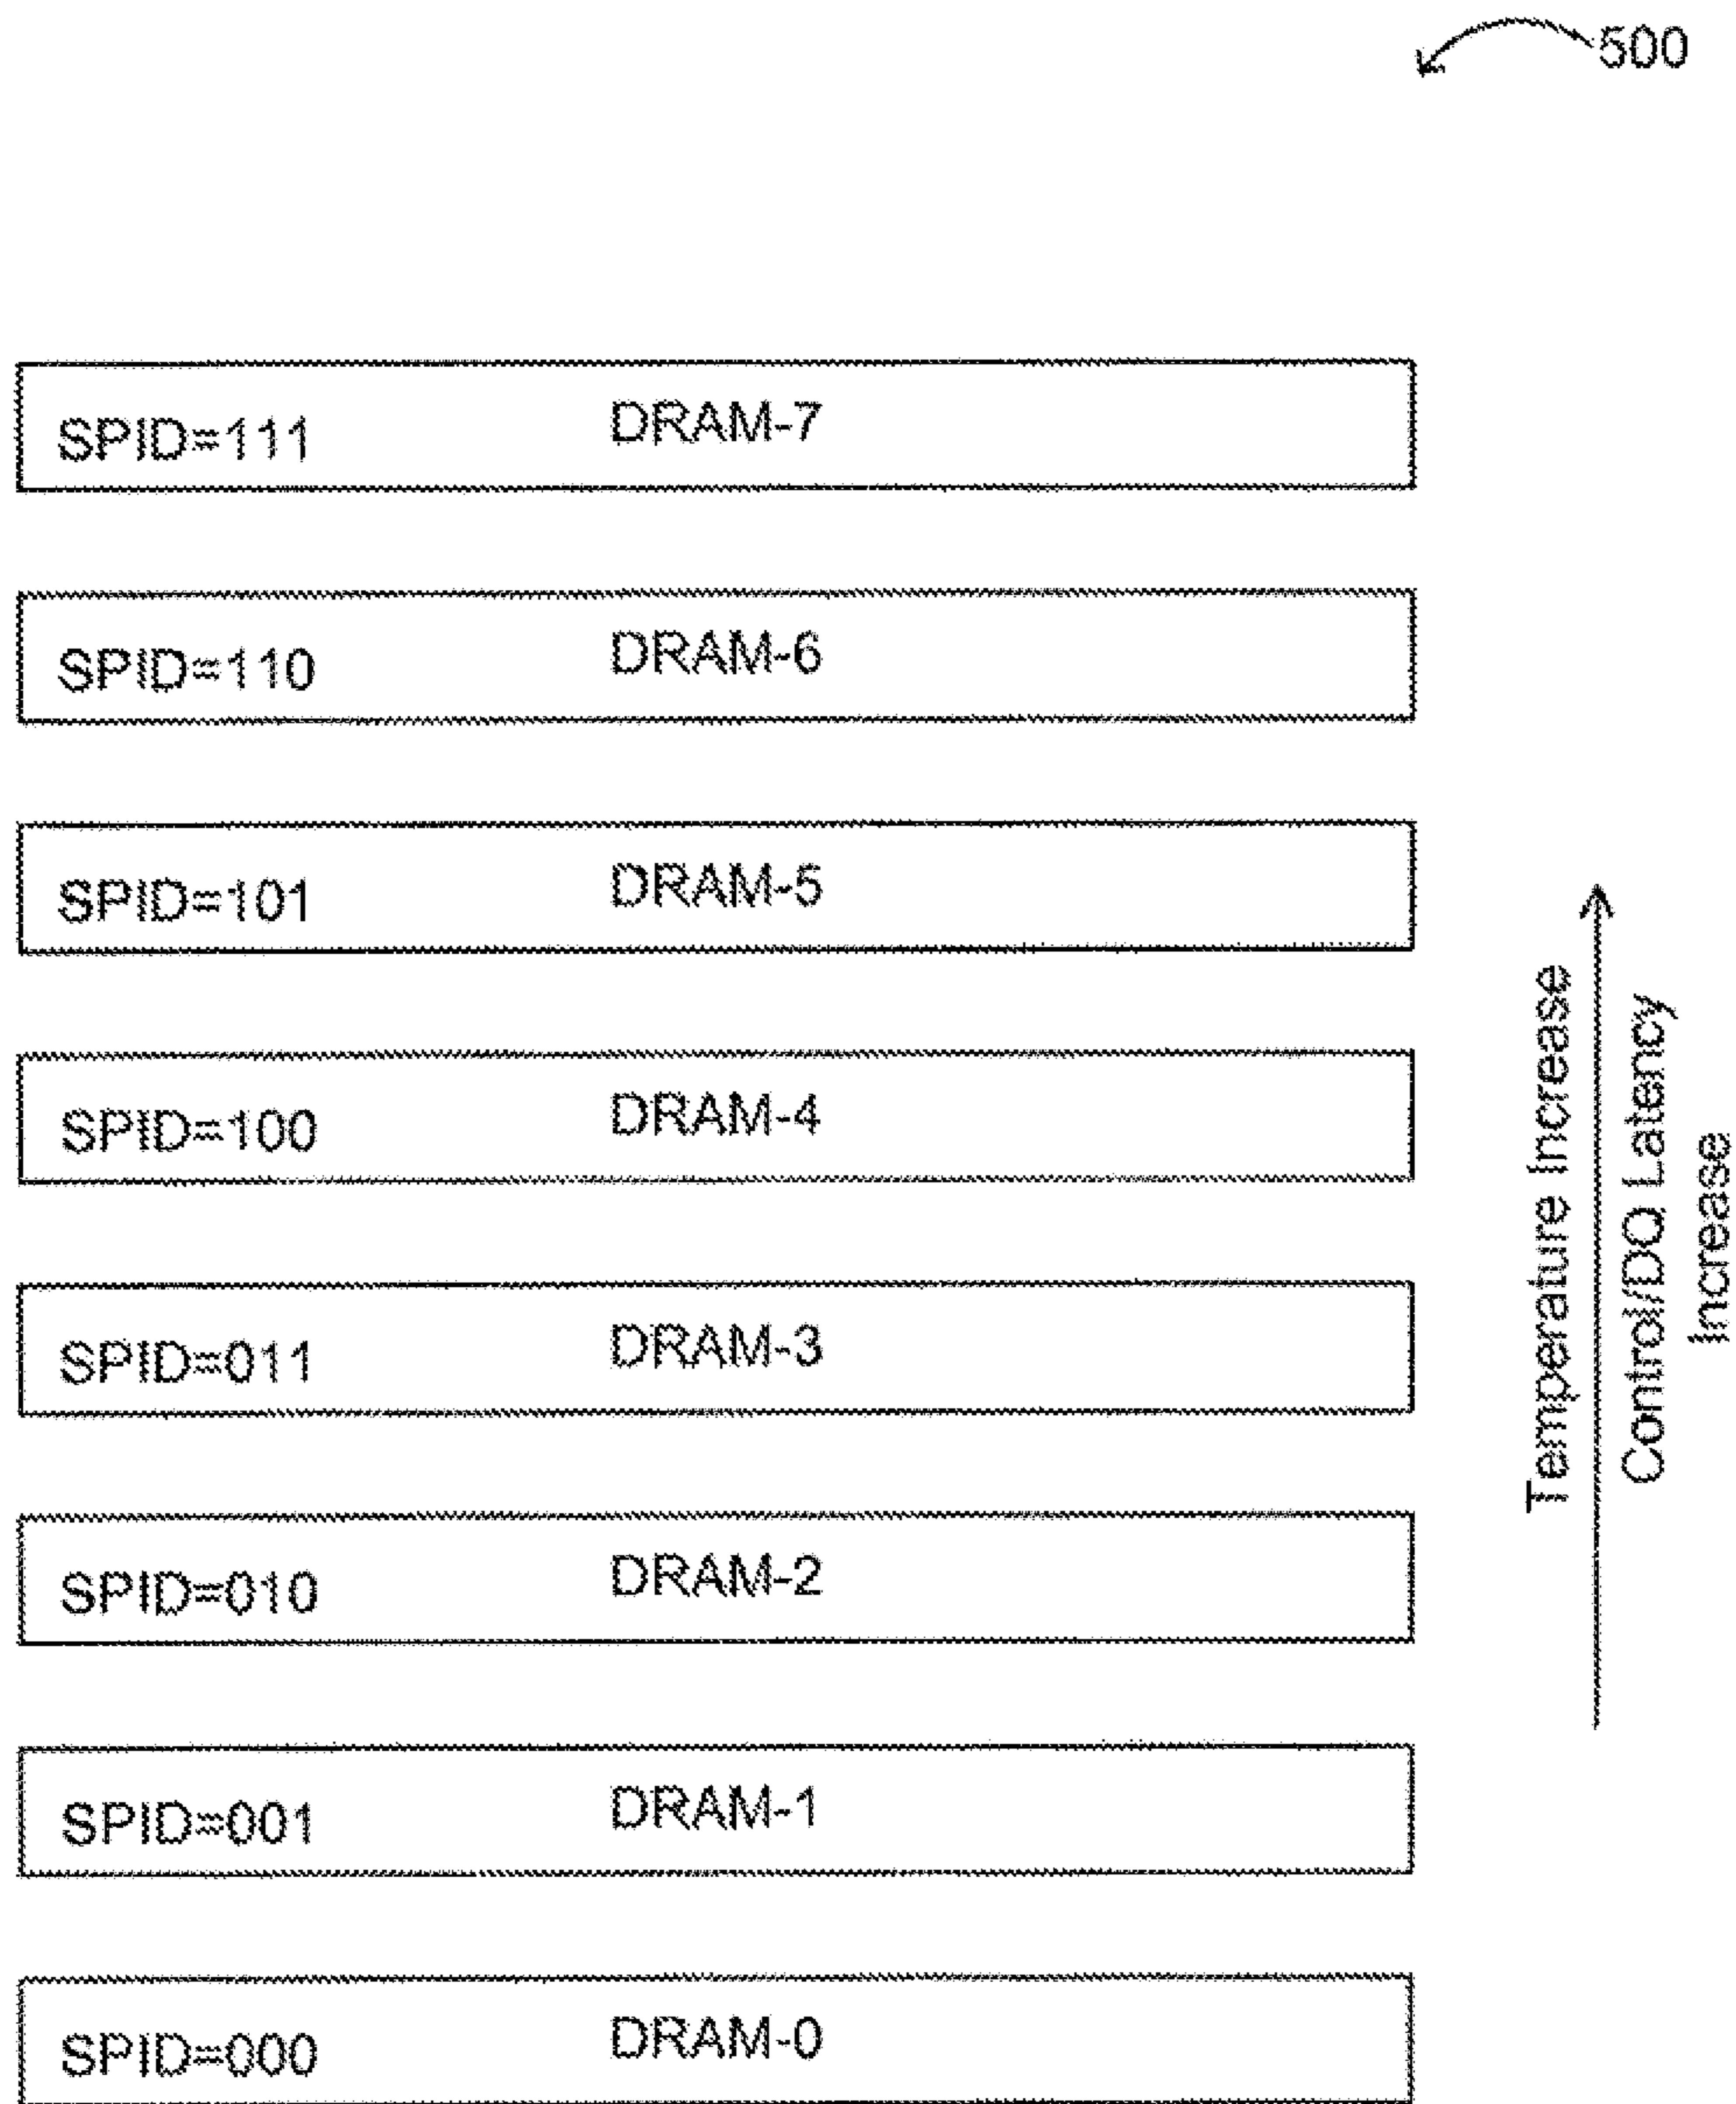 500
SPID=111 DRAM-7
SPID=110 DRAM-6
SPID=101 DRAM-5
SPID=100 DRAM-4
SPID=011 DRAM-3
SPID=010 DRAM-2
SPID=001 DRAM-1
SPID=000 DRAM-0
Temperature Increase
Control/DQ Latency
Increase